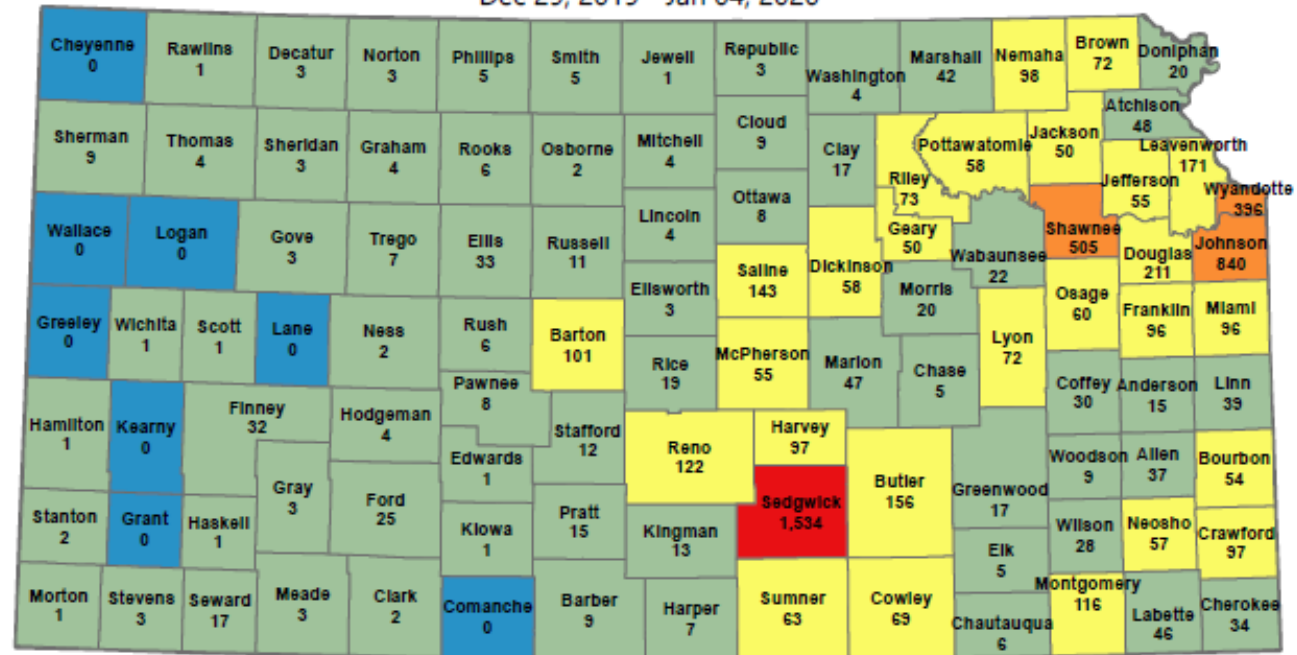 Dec 29, 2019 - Jan 04, 2020
Cheyenne
0
Rawlins
1
Decatur
3
Norton
3
Phillips
5
Smith
5
Jewell
1
Republic
3
Washington
4
Marshall
42
Nemaha
98
Brown
72
Doniphan
20
Atchison
48
Sherman
9
Thomas
4
Sheridan
3
Graham
4
Rooks
6
Osborne
2
Mitchell
4
Cloud
9
Clay
17
Riley
73
Pottawatomie
58
Jackson
50
Jefferson
55
Leavenworth
171
Wyandotte
396
Ottawa
8
Lincoln
4
Wallace
0
Logan
0
Gove
3
Trego
7
Ellis
33
Russell
11
Ellsworth
3
Saline
143
Dickinson
58
Geary
50
Morris
20
Wabaunsee
22
Shawnee
505
Douglas
211
Johnson
840
Greeley
0
Wichita
1
Scott
1
Lane
0
Ness
2
Rush
6
Barton
101
Rice
19
McPherson
55
Marion
47
Chase
5
Lyon
72
Osage
60
Franklin
96
Miami
96
Coffey
30
Anderson
15
Linn
39
Hamilton
1
Kearny
0
Finney
32
Hodgeman
4
Pawnee
8
Edwards
1
Stafford
12
Reno
122
Harvey
97
Sedgwick
1,534
Butler
156
Greenwood
17
Woodson
9
Allen
37
Bourbon
54
Stanton
2
Grant
0
Haskell
1
Gray
3
Ford
25
Kiowa
1
Pratt
15
Kingman
13
Elk
5
Wilson
28
Neosho
57
Crawford
97
Morton
1
Stevens
3
Seward
17
Meade
3
Clark
2
Comanche
0
Barber
9
Harper
7
Sumner
63
Cowley
69
Chautauqua
6
Montgomery
116
Labette
46
Cherokee
34